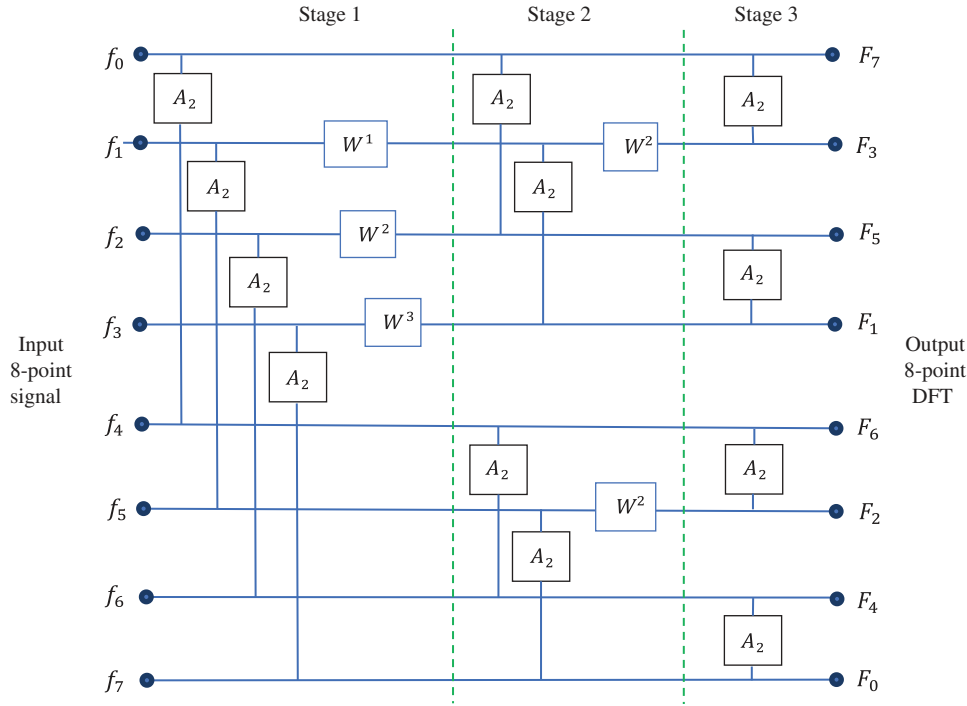 Stage 1 Stage 2 Stage 3
f₀ F₇
A₂ A₂ A₂
f₁ W¹ W² F₃
A₂ A₂
f₂ W² F₅
A₂ A₂
f₃ W³ F₁
Input
8-point
signal
Output
8-point
DFT
A₂
f₄ F₆
A₂ A₂
f₅ W² F₂
A₂
f₆ F₄
A₂
f₇ F₀